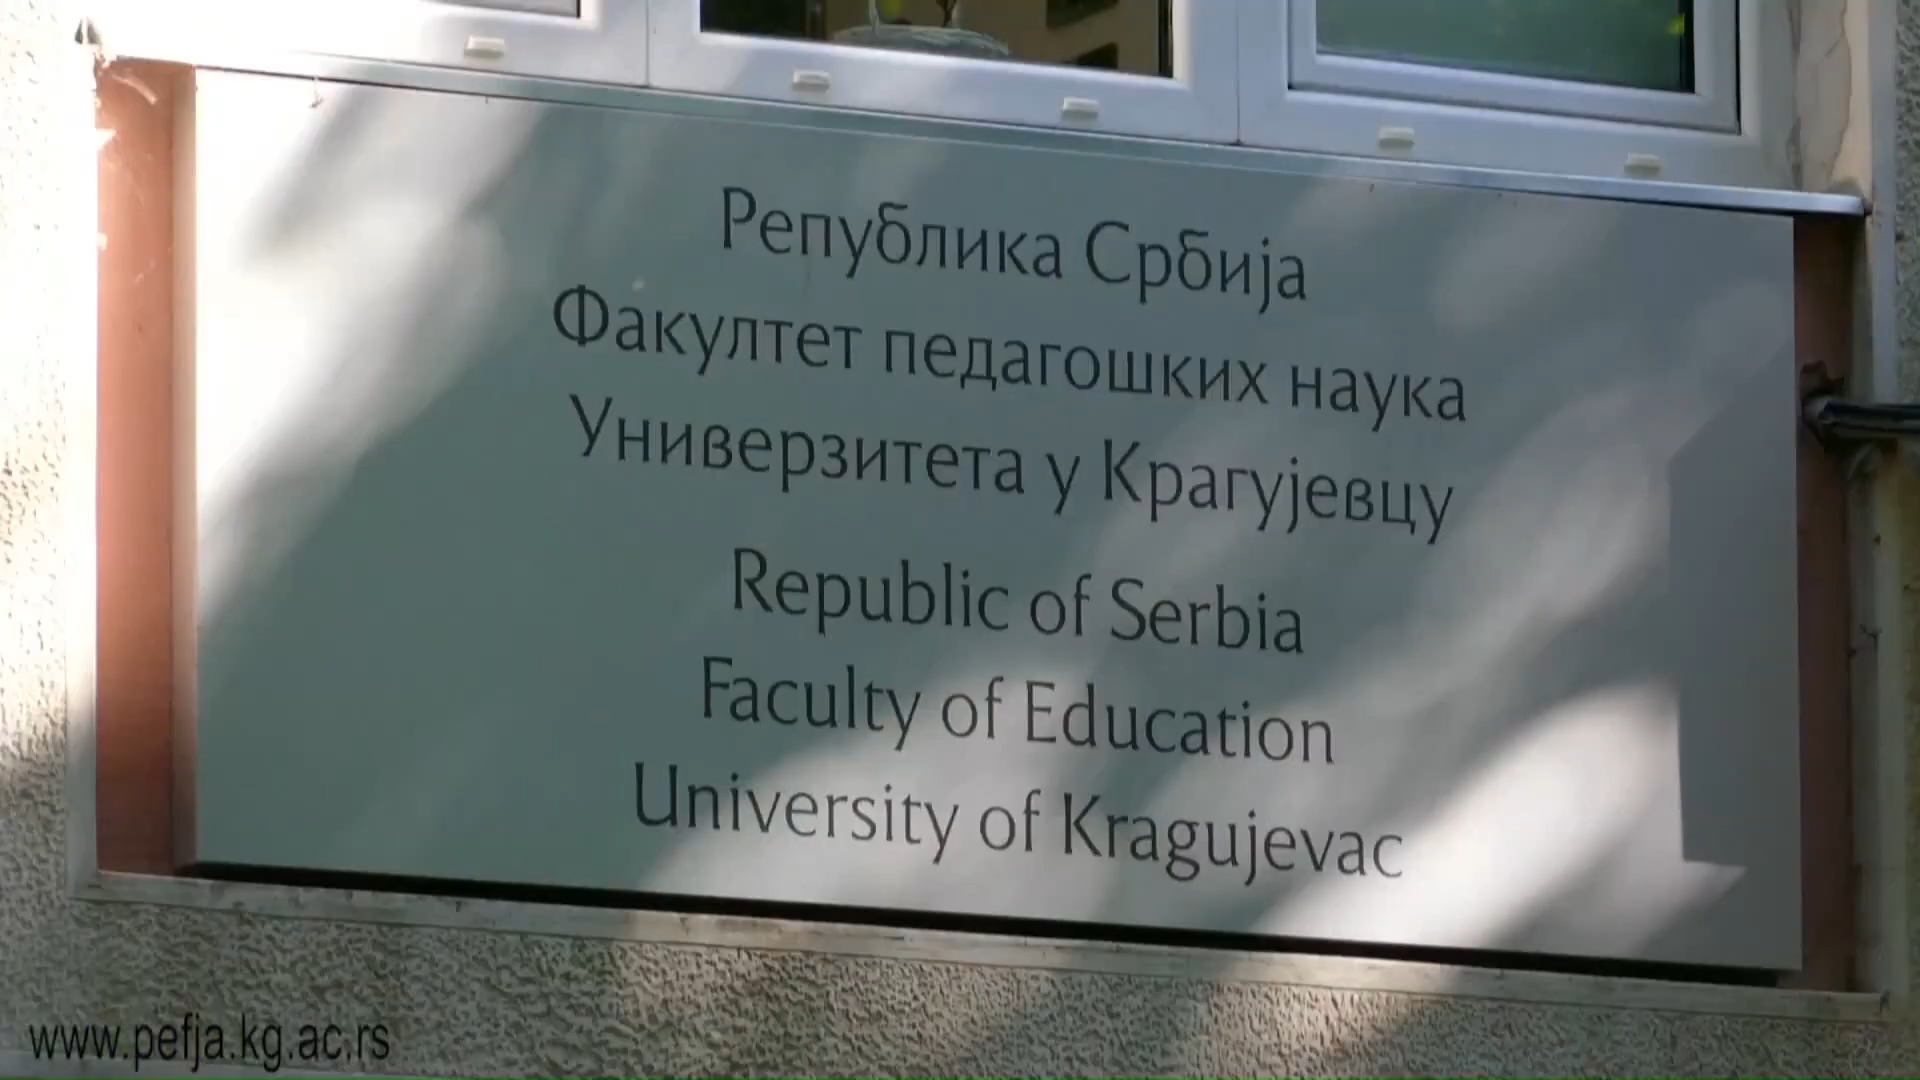 Република Србија
Факултет педагошких наука
Универзитета у Крагујевцу
Republic of Serbia
Faculty of Education
University of Kragujevac
www.pefja.kg.ac.rs